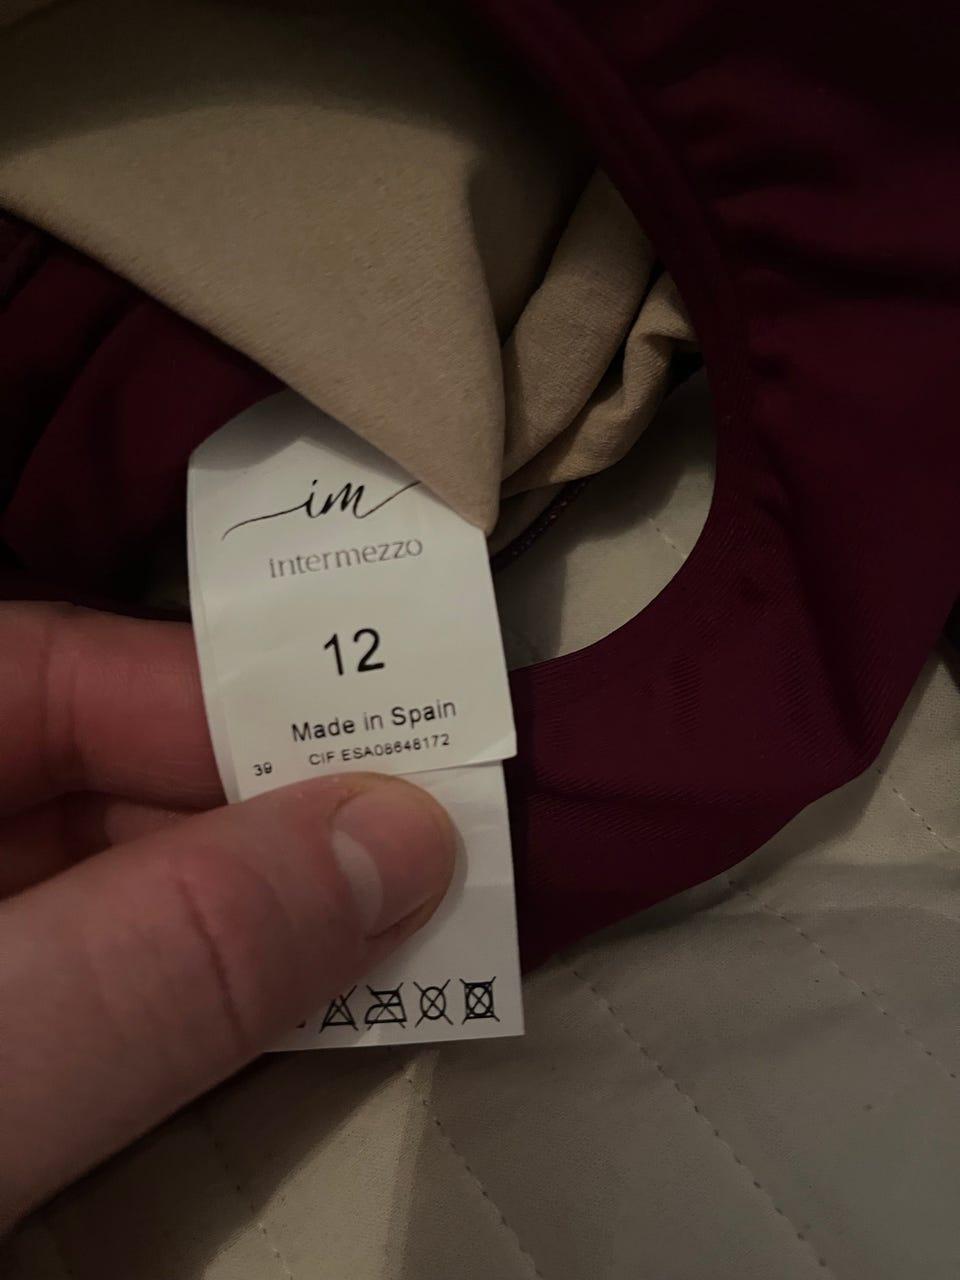 im
intermezzo
12
Made in Spain
CIF.ESA08648172
39